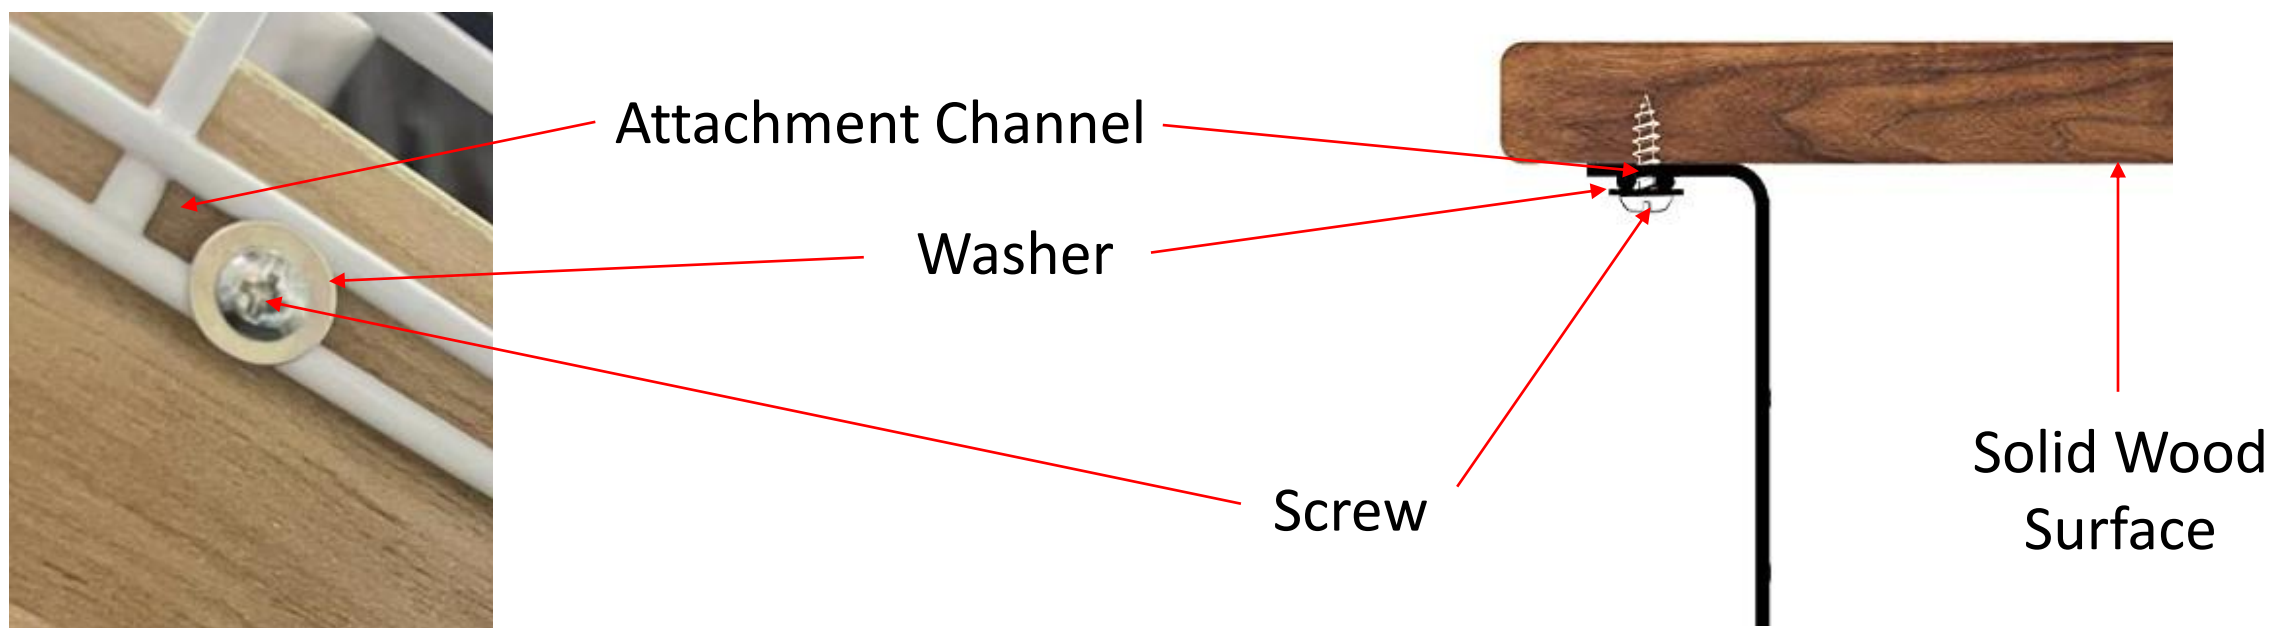 Attachment Channel
Washer
Screw
Solid Wood
Surface